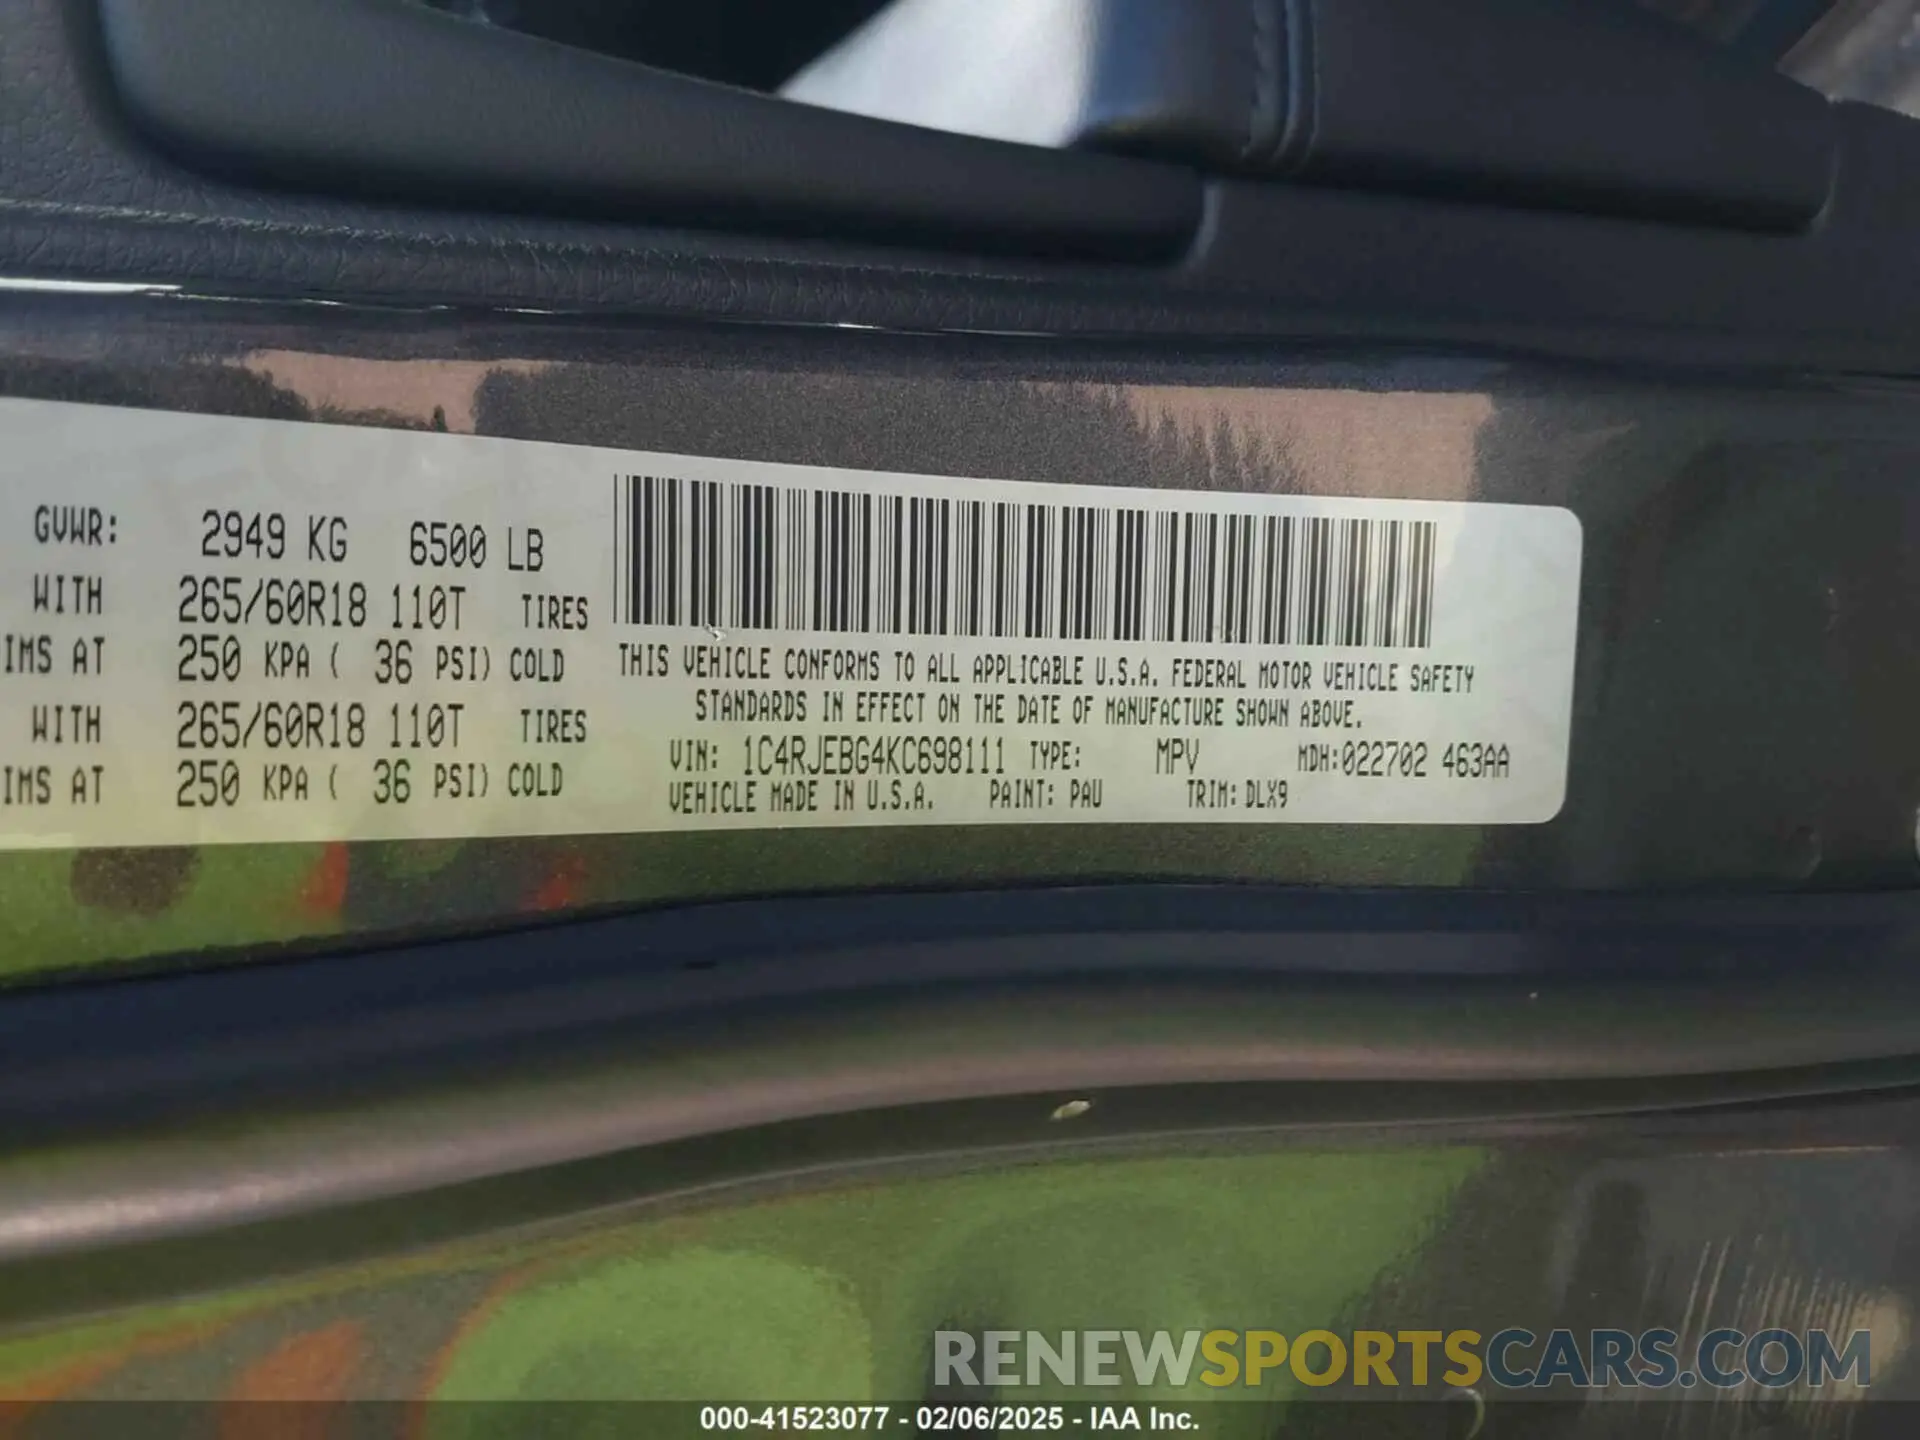 GVWR: 2949 KG 6500 LB
WITH 265/60R18 110T TIRES
IMS AT 250 KPA ( 36 PSI) COLD
WITH 265/60R18 110T TIRES
IMS AT 250 KPA ( 36 PSI) COLD
THIS VEHICLE CONFORMS TO ALL APPLICABLE U.S.A. FEDERAL MOTOR VEHICLE SAFETY
STANDARDS IN EFFECT ON THE DATE OF MANUFACTURE SHOWN ABOVE.
VIN: 1C4RJEBG4KC698111 TYPE: MPV MDH:022702 463AA
VEHICLE MADE IN U.S.A. PAINT: PAU TRIM: DLX9
RENEWSPORTSCARS.COM
000-41523077 - 02/06/2025 - IAA Inc.